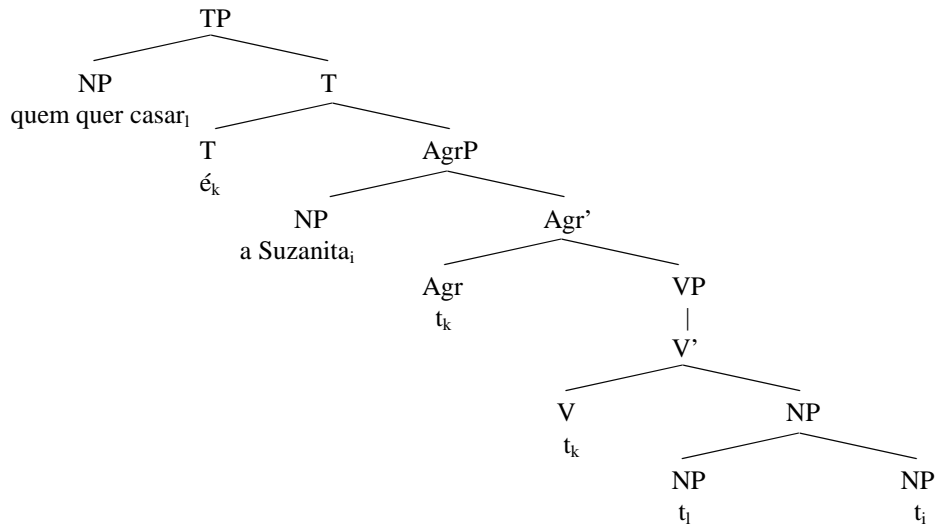 TP
NP T
quem quer casarₗ
T AgrP
éₖ
NP Agr’
a Suzanitaᵢ
Agr VP
tₖ |
V’
V NP
tₖ
NP NP
tₗ tᵢ